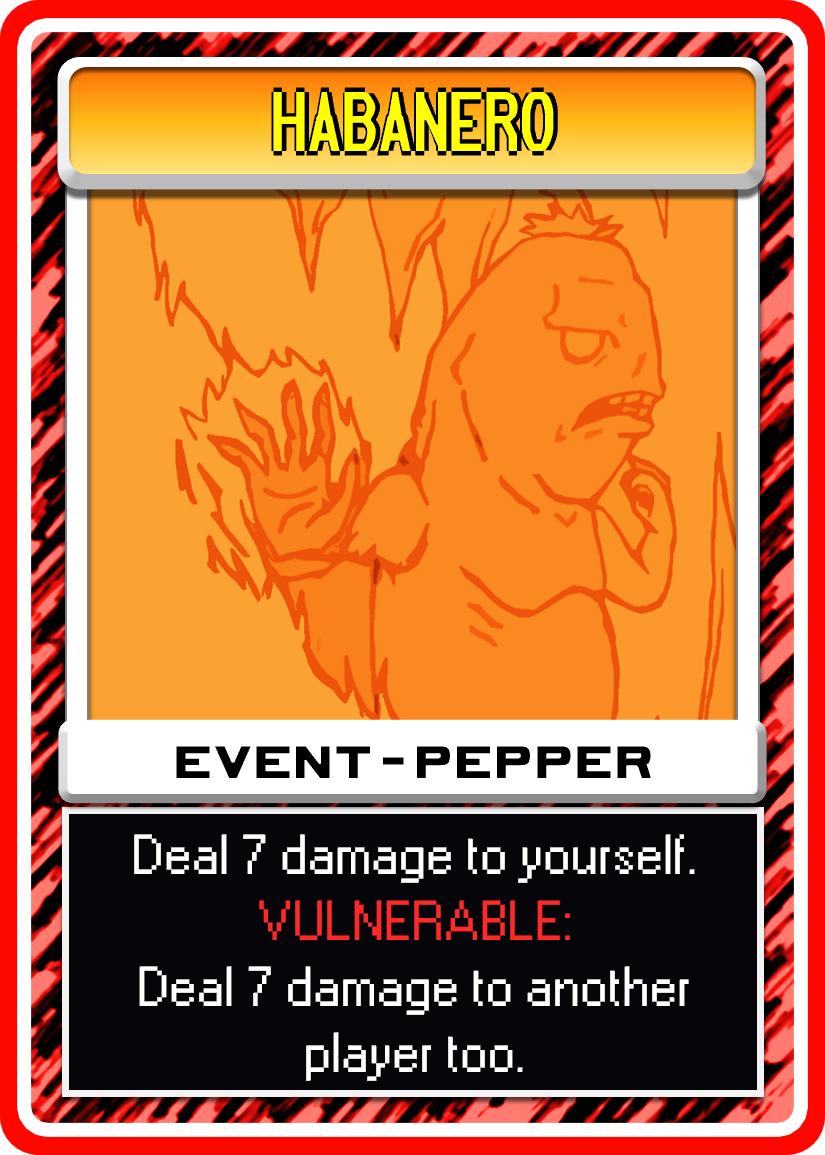 HABANERO
EVENT-PEPPER
Deal 7 damage to yourself.
VULNERABLE:
Deal 7 damage to another
player too.